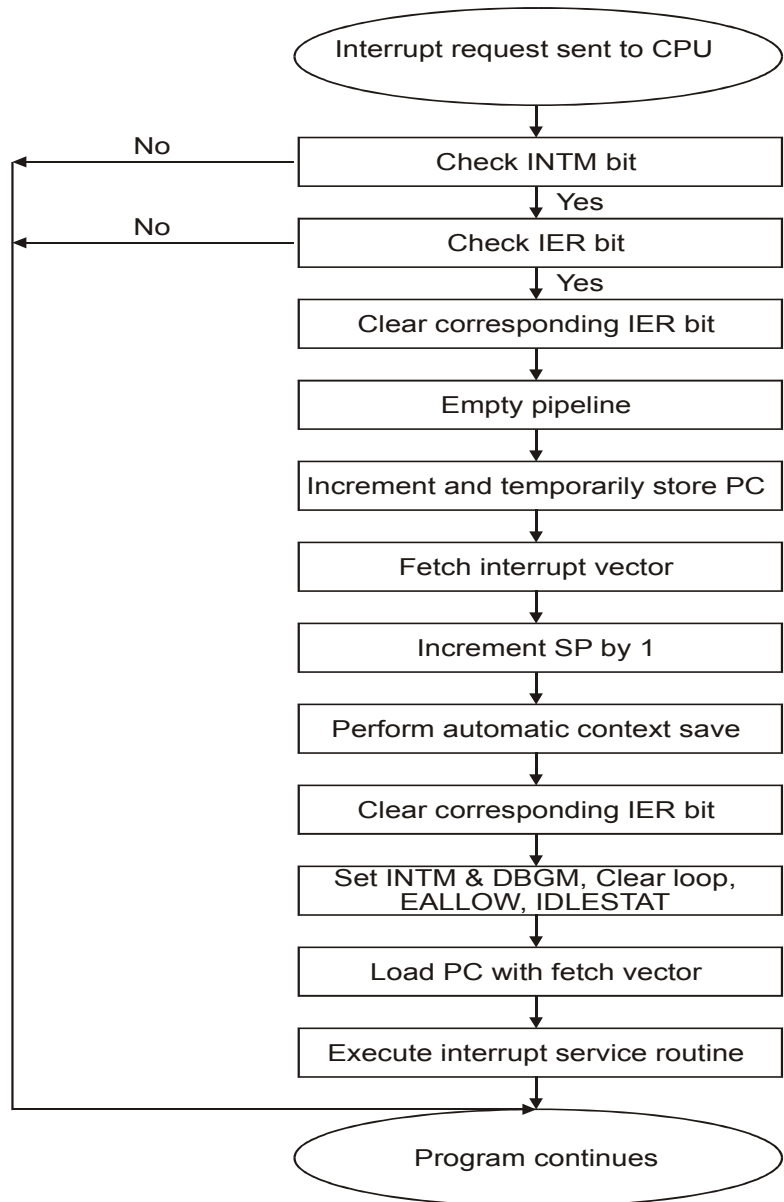 Interrupt request sent to CPU
No
Check INTM bit
Yes
No
Check IER bit
Yes
Clear corresponding IER bit
Empty pipeline
Increment and temporarily store PC
Fetch interrupt vector
Increment SP by 1
Perform automatic context save
Clear corresponding IER bit
Set INTM & DBGM, Clear loop,
EALLOW, IDLESTAT
Load PC with fetch vector
Execute interrupt service routine
Program continues